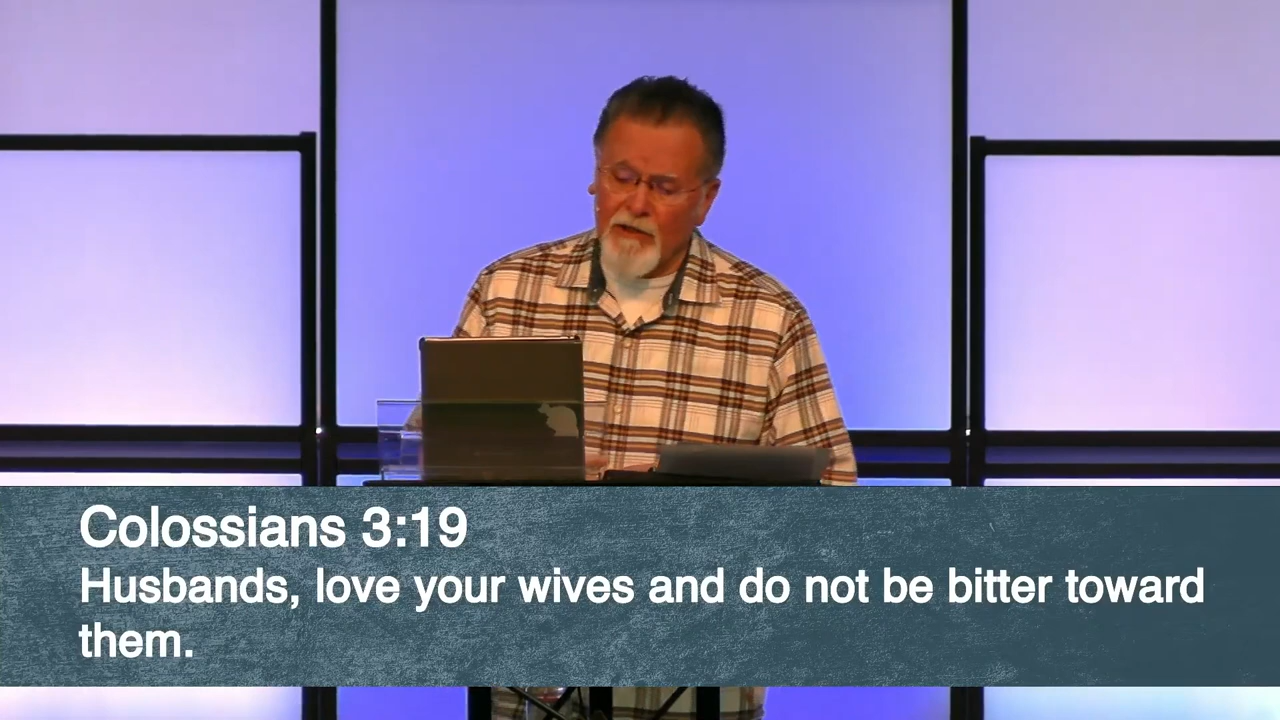 Colossians 3:19
Husbands, love your wives and do not be bitter toward
them.